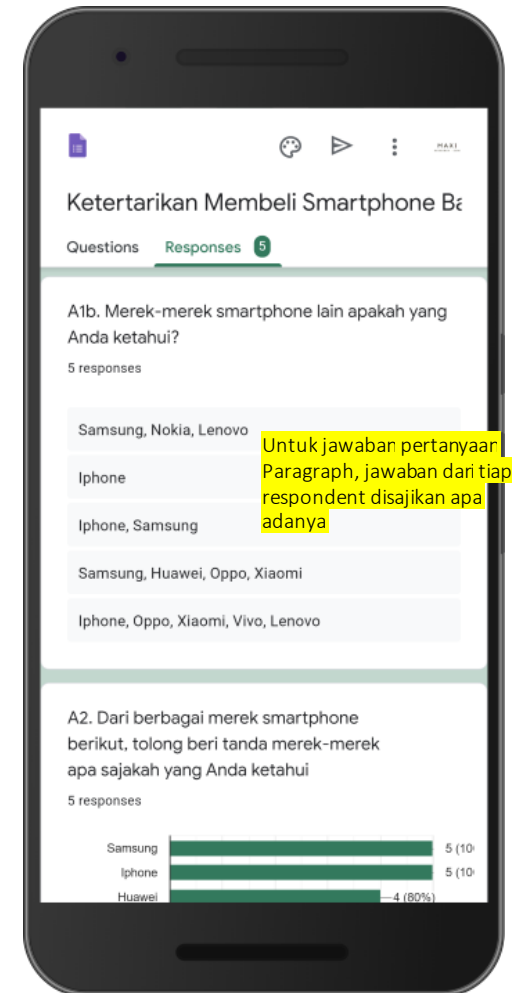 MARI
Ketertarikan Membeli Smartphone Ba
Questions Responses 5
A1b. Merek-merek smartphone lain apakah yang
Anda ketahui?
5 responses
Samsung, Nokia, Lenovo
Iphone
Iphone, Samsung
Samsung, Huawei, Oppo, Xiaomi
Iphone, Oppo, Xiaomi, Vivo, Lenovo
Untuk jawaban pertanyaan
Paragraph, jawaban dari tiap
respondent disajikan apa
adanya
A2. Dari berbagai merek smartphone
berikut, tolong beri tanda merek-merek
apa sajakah yang Anda ketahui
5 responses
Samsung 5 (10
Iphone 5 (10
Huawei 4 (80%)